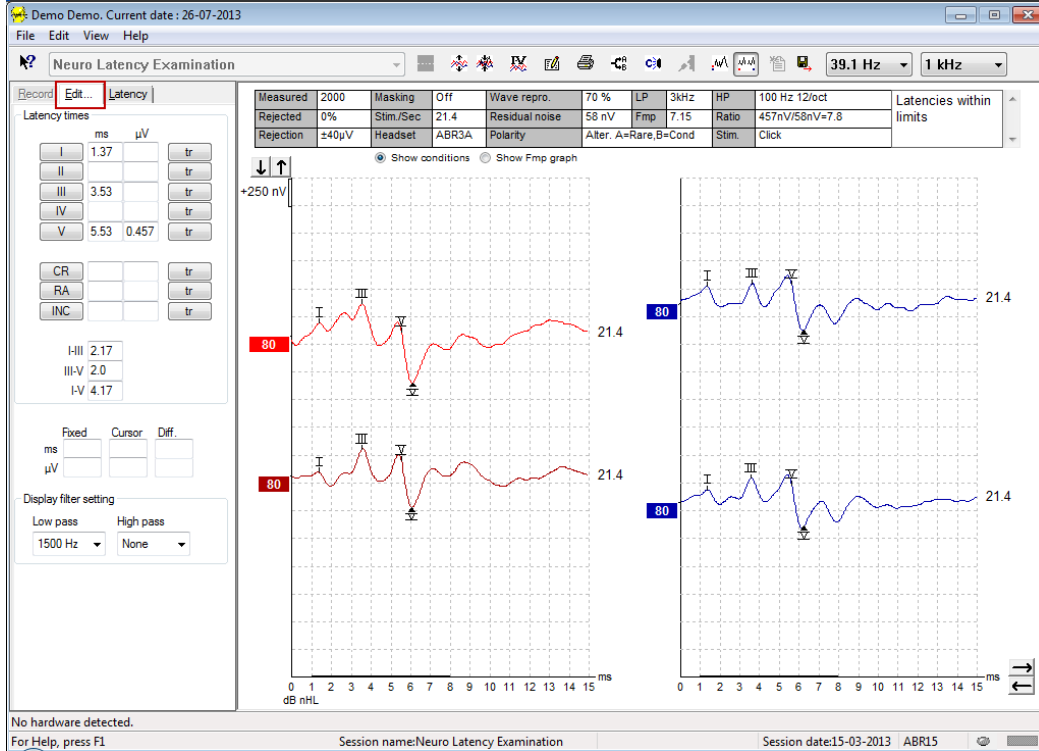 Demo Demo. Current date : 26-07-2013
File Edit View Help
Neuro Latency Examination 39.1 Hz 1 kHz
Record Edit... Latency
Latency times
ms µV
I 1.37 tr
II tr
III 3.53 tr
IV tr
V 5.53 0.457 tr
CR tr
RA tr
INC tr
I-III 2.17
III-V 2.0
I-V 4.17
Fixed Cursor Diff.
ms
µV
Display filter setting
Low pass High pass
1500 Hz None
Measured 2000 Masking Off Wave repro. 70 % LP 3kHz HP 100 Hz 12/oct
Rejected 0% Stim./Sec 21.4 Residual noise 58 nV Fmp 7.15 Ratio 457nV/58nV=7.8
Rejection ±40µV Headset ABR3A Polarity Alter. A=Rare,B=Cond Stim. Click
Latencies within
limits
Show conditions Show Fmp graph
+250 nV
I III V
80 21.4
V
I III V
80 21.4
V
0 1 2 3 4 5 6 7 8 9 10 11 12 13 14 15 ms
dB nHL
I III V
80 21.4
V
I III V
80 21.4
V
0 1 2 3 4 5 6 7 8 9 10 11 12 13 14 15 ms
No hardware detected.
For Help, press F1 Session name:Neuro Latency Examination Session date:15-03-2013 ABR15